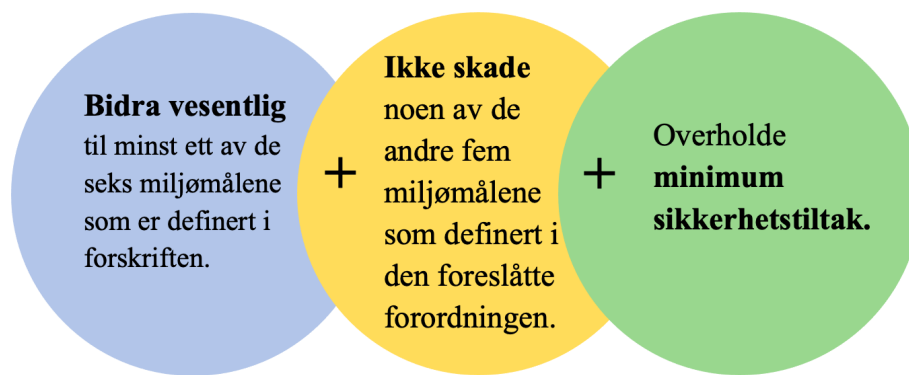 Bidra vesentlig
til minst ett av de
seks miljømålene
som er definert i
forskriften.
+
Ikke skade
noen av de
andre fem
miljømålene
som definert i
den foreslåtte
forordningen.
+
Overholde
minimum
sikkerhetstiltak.